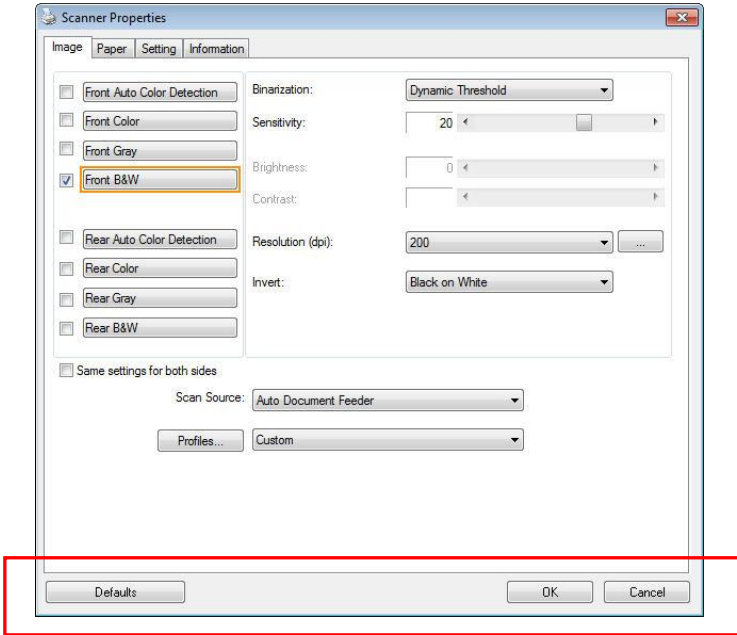 Scanner Properties
Image Paper Setting Information
Front Auto Color Detection
Front Color
Front Gray
Front B&W
Rear Auto Color Detection
Rear Color
Rear Gray
Rear B&W
Binarization: Dynamic Threshold
Sensitivity: 20
Brightness: 0
Contrast:
Resolution (dpi): 200 ...
Invert: Black on White
Same settings for both sides
Scan Source: Auto Document Feeder
Profiles... Custom
Defaults OK Cancel